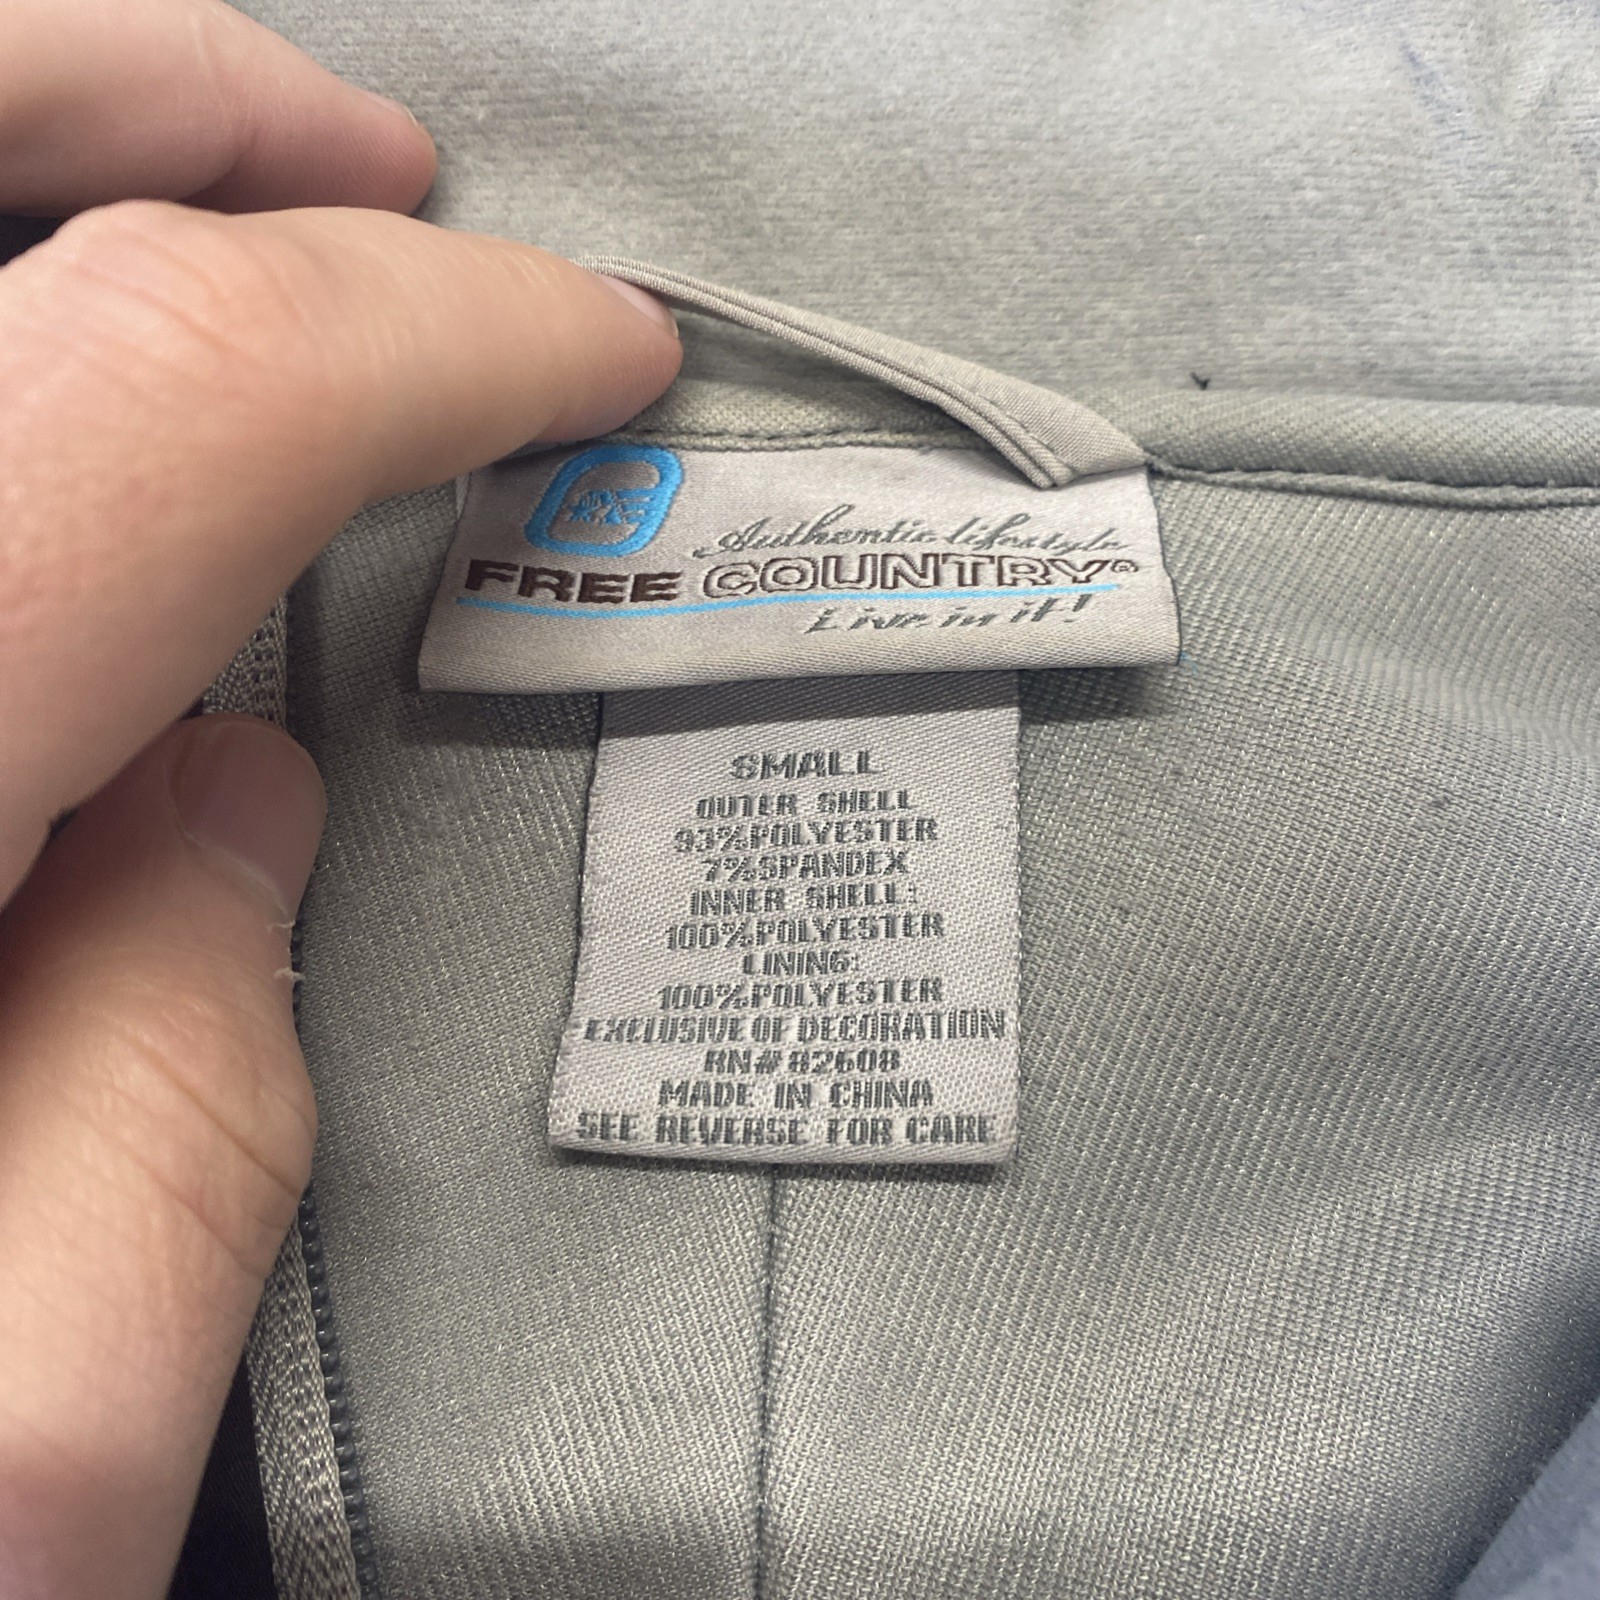 Authentic lifestyle
FREE COUNTRY®
Live in it!
SMALL
OUTER SHELL
93%POLYESTER
7%SPANDEX
INNER SHELL:
100%POLYESTER
LINING:
100%POLYESTER
EXCLUSIVE OF DECORATION
RN# 82608
MADE IN CHINA
SEE REVERSE FOR CARE